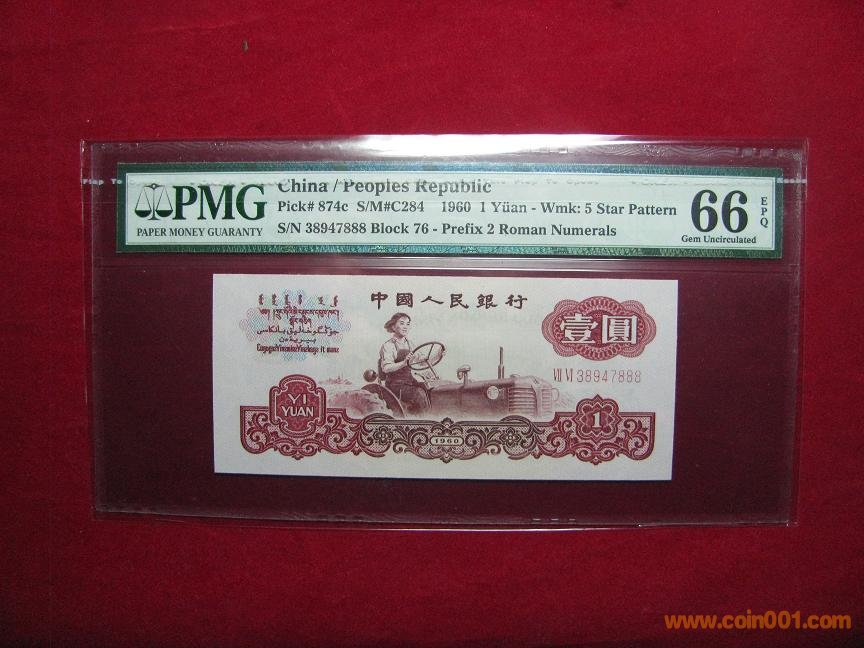 PMG
PAPER MONEY GUARANTY
China / Peoples Republic
Pick# 874c S/M#C284 1960 1 Yüan - Wmk: 5 Star Pattern
S/N 38947888 Block 76 - Prefix 2 Roman Numerals
66 EPQ
Gem Uncirculated
中國人民銀行
壹圓
VII VI 38947888
YI
YUAN
1960
1
www.coin001.com